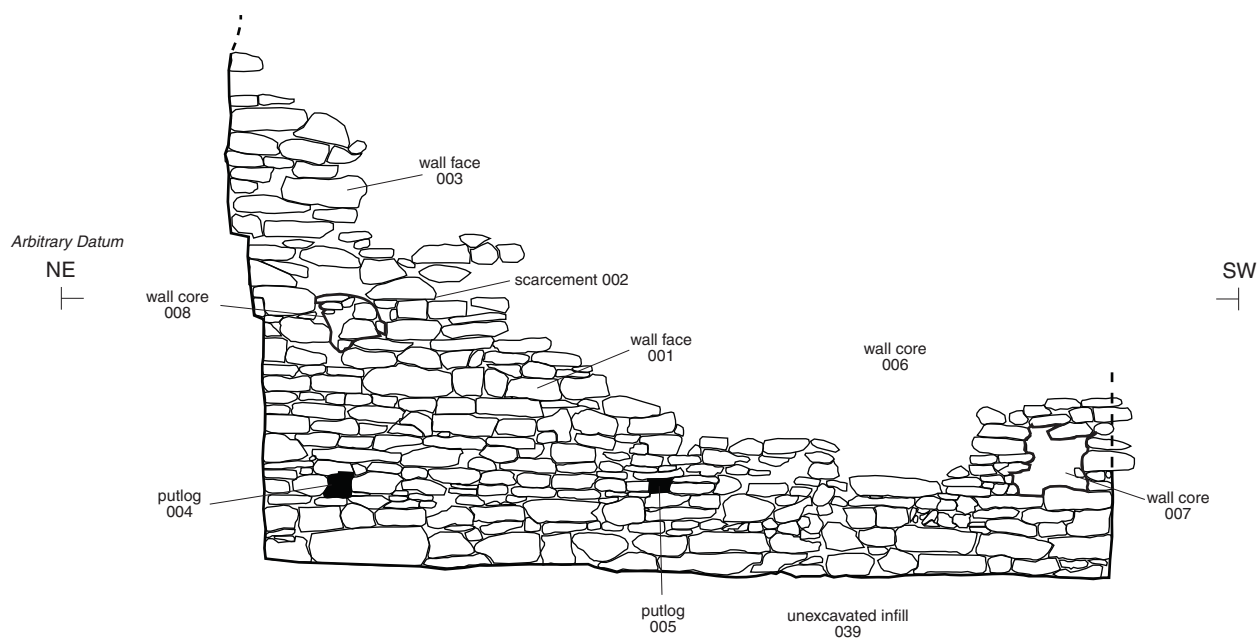 wall face
003
Arbitrary Datum
NE
SW
scarcement 002
wall core
008
wall face
001
wall core
006
putlog
004
wall core
007
putlog
005
unexcavated infill
039